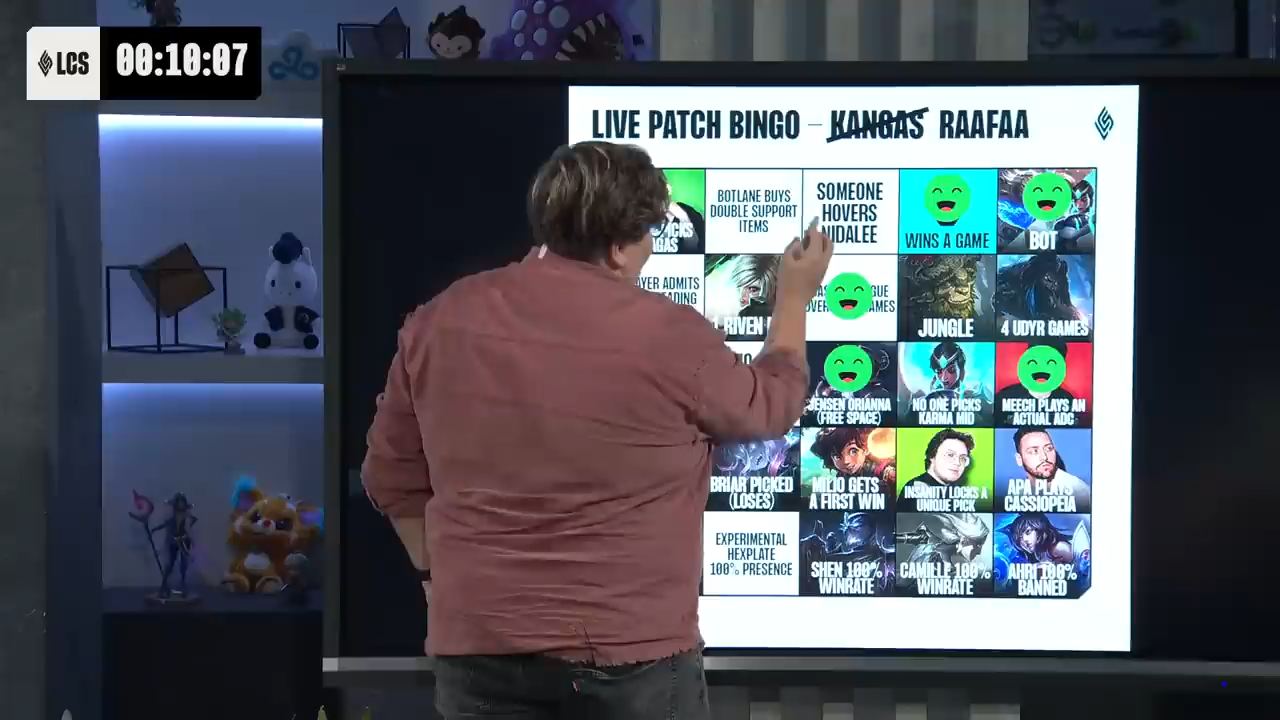 LCS
00:10:07
LIVE PATCH BINGO – KANGAS RAAFAA
BOTLANE BUYS
DOUBLE SUPPORT
ITEMS
SOMEONE
HOVERS
NIDALEE
WINS A GAME
BOT
ADMITS
1 RIVEN
JUNGLE
4 UDYR GAMES
JENSEN ORIANNA
(FREE SPACE)
NO ONE PICKS
KARMA MID
MEECH PLAYS AN
ACTUAL ADC
BRIAR PICKED
(LOSES)
MILIO GETS
A FIRST WIN
INSANITY LOCKS A
UNIQUE PICK
APA PLAYS
CASSIOPEIA
EXPERIMENTAL
HEXPLATE
100% PRESENCE
SHEN 100%
WINRATE
CAMILLE 100%
WINRATE
AHRI 100%
BANNED